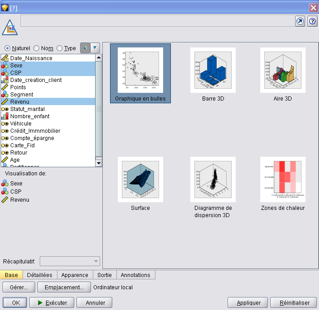 [7]
Naturel Nom Type
Date_Naissance
Sexe
CSP
Date_creation_client
Points
Segment
Revenu
Statut_marital
Nombre_enfant
Véhicule
Crédit_Immmobilier
Compte_épargne
Carte_Fid
Retour
Age
Visualisation de:
Sexe
CSP
Revenu
Récapitulatif:
Graphique en bulles
Barre 3D
Aire 3D
Surface
Diagramme de dispersion 3D
Zones de chaleur
Base Détaillées Apparence Sortie Annotations
Gérer... Emplacement... Ordinateur local
OK Exécuter Annuler Appliquer Réinitialiser